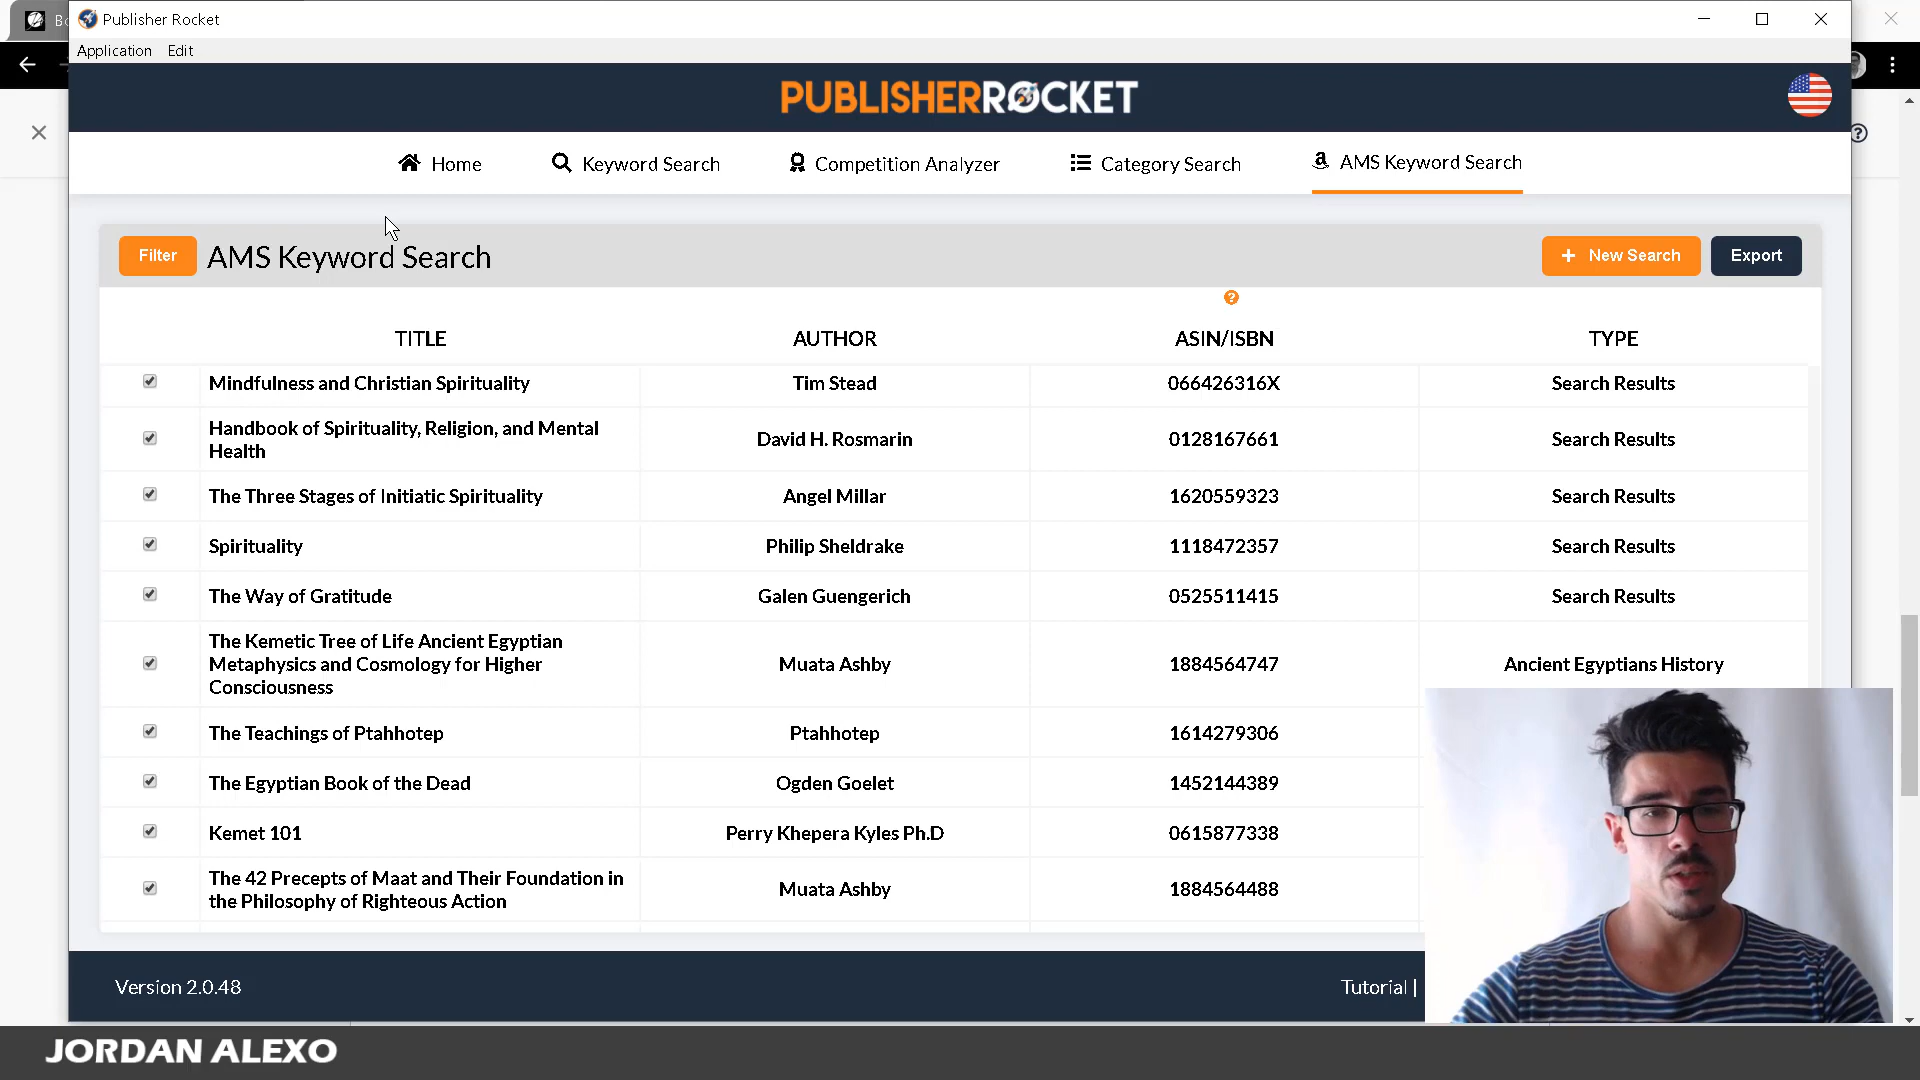 Bo
Publisher Rocket
Application Edit
PUBLISHERROCKET
Home Keyword Search Competition Analyzer Category Search AMS Keyword Search
Filter AMS Keyword Search + New Search Export
?
TITLE AUTHOR ASIN/ISBN TYPE
Mindfulness and Christian Spirituality Tim Stead 066426316X Search Results
Handbook of Spirituality, Religion, and Mental
Health David H. Rosmarin 0128167661 Search Results
The Three Stages of Initiatic Spirituality Angel Millar 1620559323 Search Results
Spirituality Philip Sheldrake 1118472357 Search Results
The Way of Gratitude Galen Guengerich 0525511415 Search Results
The Kemetic Tree of Life Ancient Egyptian
Metaphysics and Cosmology for Higher
Consciousness Muata Ashby 1884564747 Ancient Egyptians History
The Teachings of Ptahhotep Ptahhotep 1614279306
The Egyptian Book of the Dead Ogden Goelet 1452144389
Kemet 101 Perry Khepera Kyles Ph.D 0615877338
The 42 Precepts of Maat and Their Foundation in
the Philosophy of Righteous Action Muata Ashby 1884564488
Version 2.0.48 Tutorial |
JORDAN ALEXO